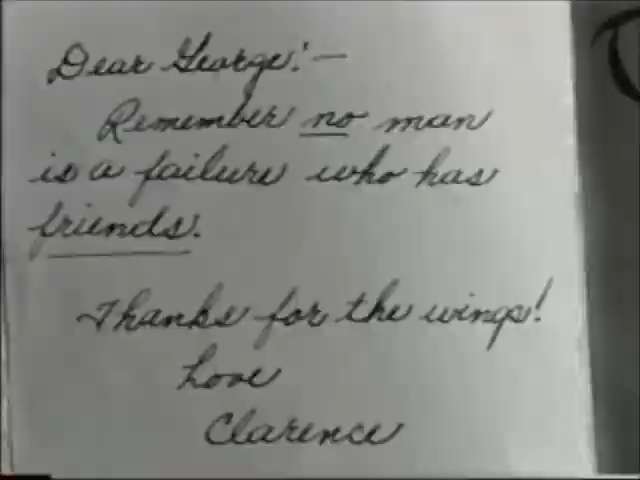 Dear George:—
Remember no man
is a failure who has
friends.
Thanks for the wings!
Love
Clarence